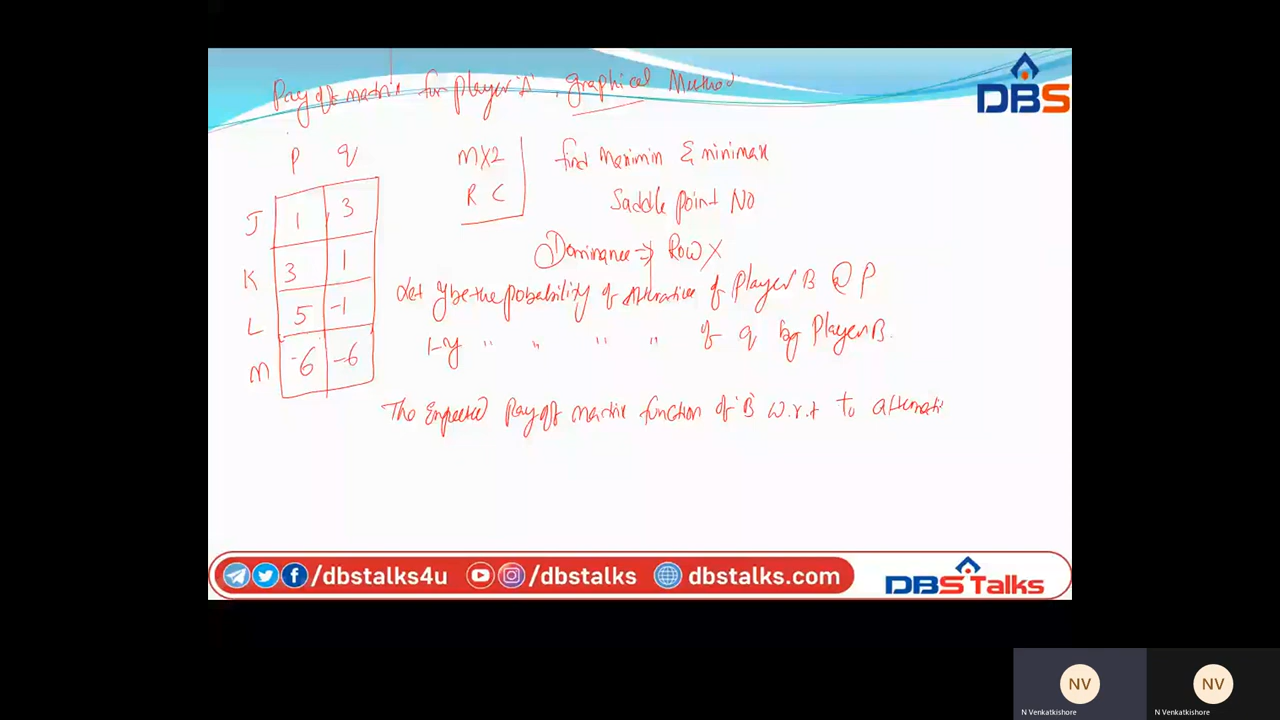 Pay off matrix for player 'A' . graphical Method
DBS
P q
J 1 3
K 3 1
L 5 -1
M -6 -6
MX2
R C
find Maximin & minimax
Saddle point NO
Dominance => Row X
Let y be the probability of Alternative of Player B @ P
1-y " " " " of q by Player B.
The Expected Pay off matrix function of 'B' w.r.t to alternati
/dbstalks4u /dbstalks dbstalks.com
DBS Talks
NV NV
N Venkatkishore N Venkatkishore